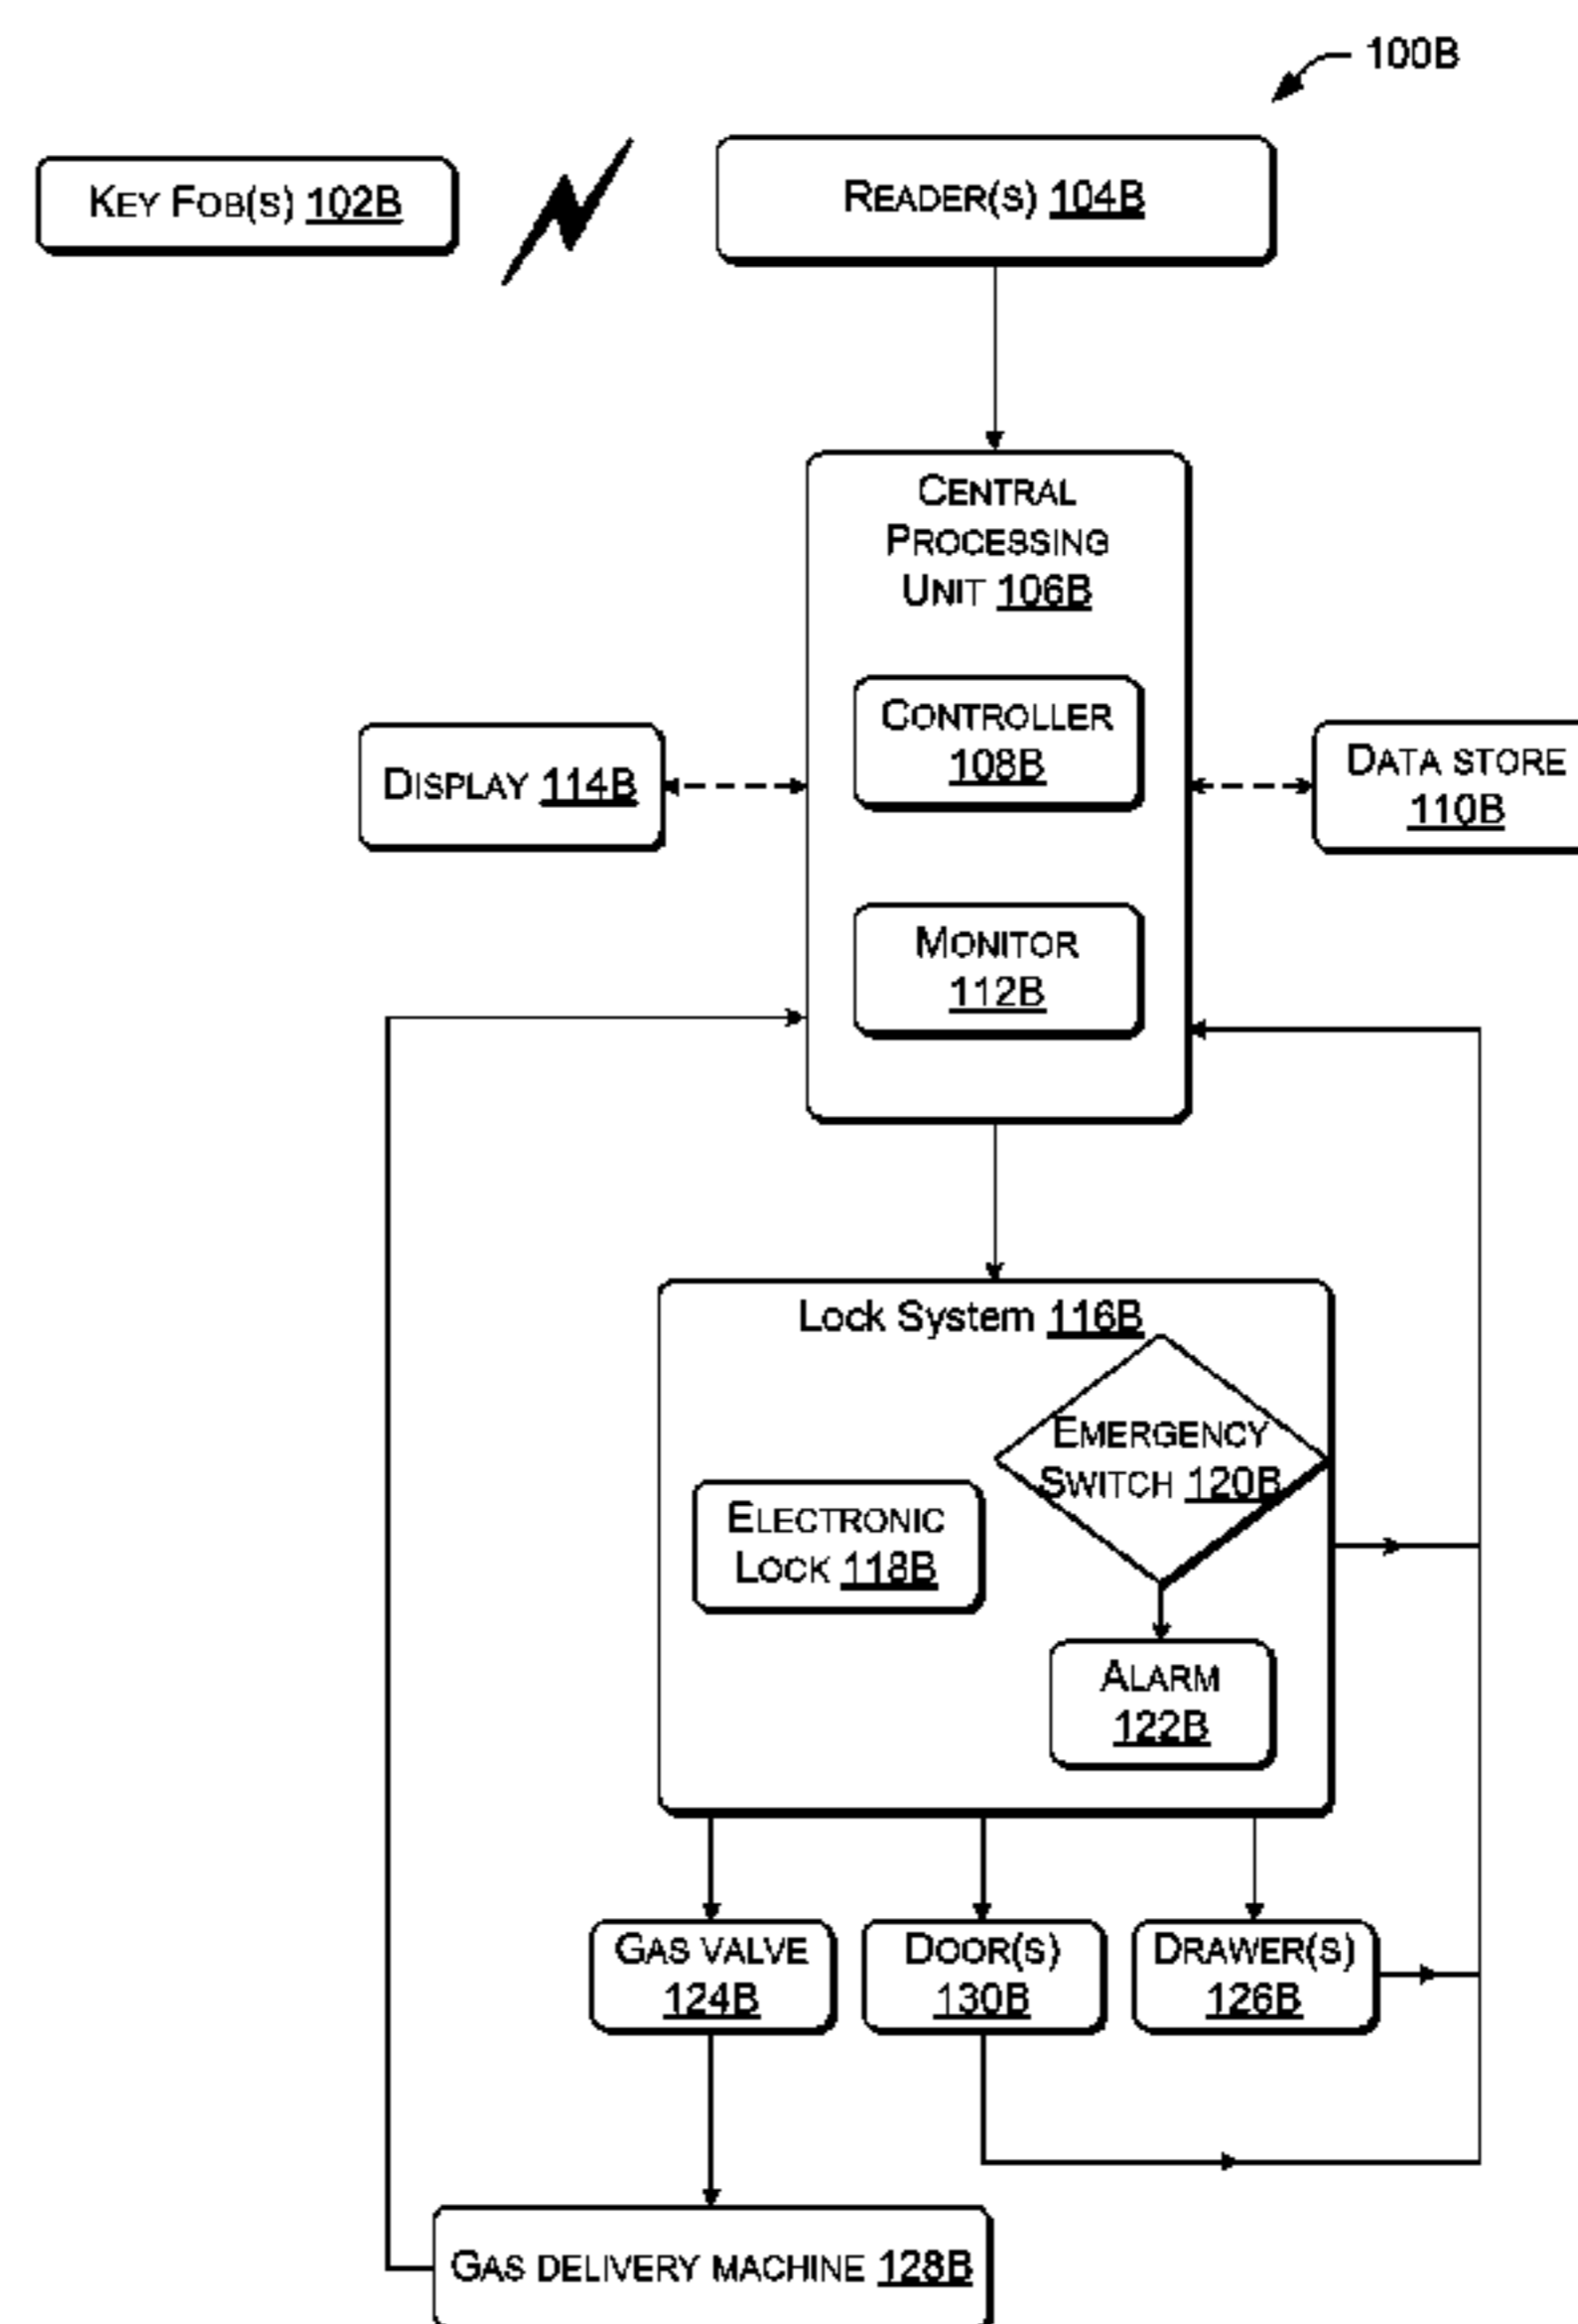 100B
KEY FOB(S) 102B
READER(S) 104B
CENTRAL
PROCESSING
UNIT 106B
CONTROLLER
108B
DISPLAY 114B
DATA STORE
110B
MONITOR
112B
Lock System 116B
EMERGENCY
SWITCH 120B
ELECTRONIC
LOCK 118B
ALARM
122B
GAS VALVE
124B
DOOR(S)
130B
DRAWER(S)
126B
GAS DELIVERY MACHINE 128B